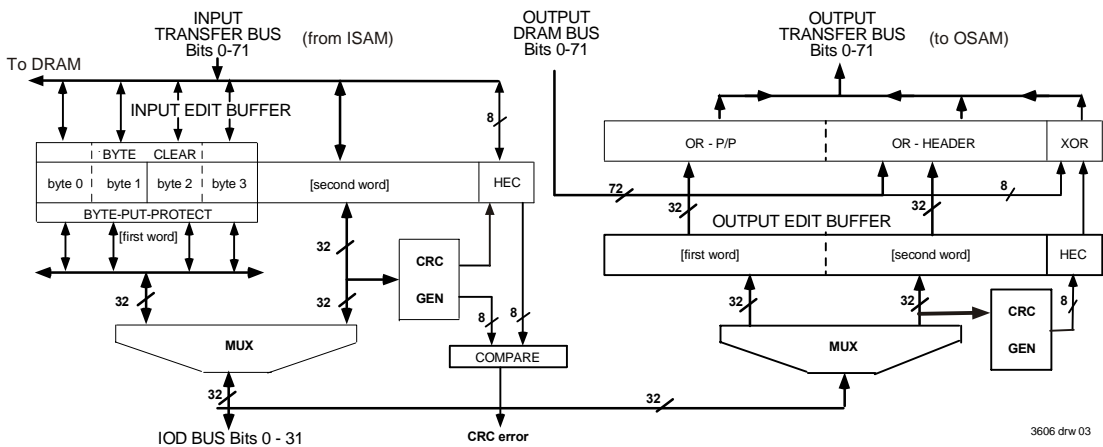 INPUT
TRANSFER BUS
Bits 0-71
(from ISAM)
OUTPUT
DRAM BUS
Bits 0-71
OUTPUT
TRANSFER BUS
Bits 0-71
(to OSAM)
To DRAM
INPUT EDIT BUFFER
8
BYTE CLEAR
byte 0
byte 1
byte 2
byte 3
[second word]
HEC
BYTE-PUT-PROTECT
[first word]
OR - P/P
OR - HEADER
XOR
72
8
32
32
OUTPUT EDIT BUFFER
[first word]
[second word]
HEC
32
CRC
GEN
32
32
8
8
32
32
8
CRC
GEN
MUX
COMPARE
MUX
32
32
IOD BUS Bits 0 - 31
CRC error
3606 drw 03